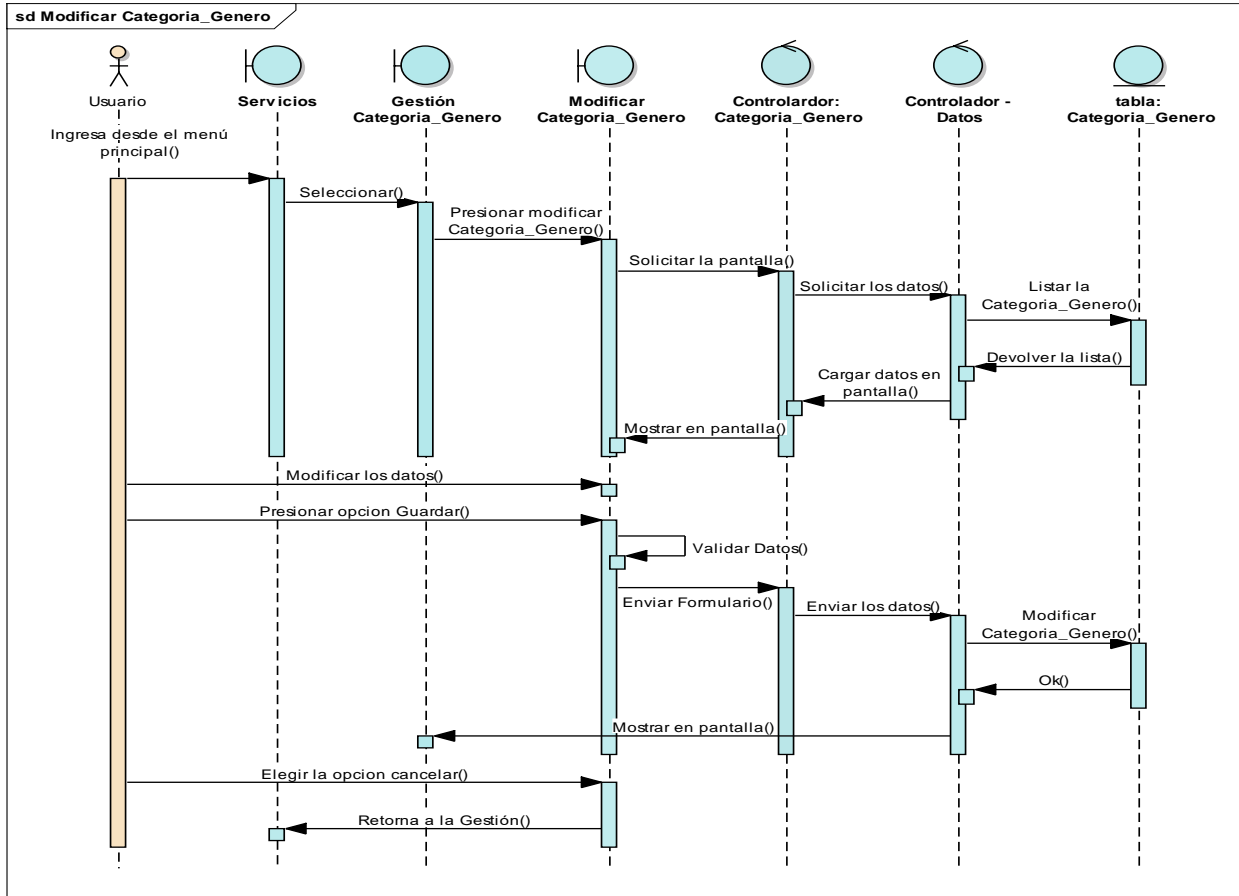 sd Modificar Categoria_Genero
Usuario
Servicios
Gestión
Categoria_Genero
Modificar
Categoria_Genero
Controlardor:
Categoria_Genero
Controlador -
Datos
tabla:
Categoria_Genero
Ingresa desde el menú
principal()
Seleccionar()
Presionar modificar
Categoria_Genero()
Solicitar la pantalla()
Solicitar los datos()
Listar la
Categoria_Genero()
Devolver la lista()
Cargar datos en
pantalla()
Mostrar en pantalla()
Modificar los datos()
Presionar opcion Guardar()
Validar Datos()
Enviar Formulario()
Enviar los datos()
Modificar
Categoria_Genero()
Ok()
Mostrar en pantalla()
Elegir la opcion cancelar()
Retorna a la Gestión()